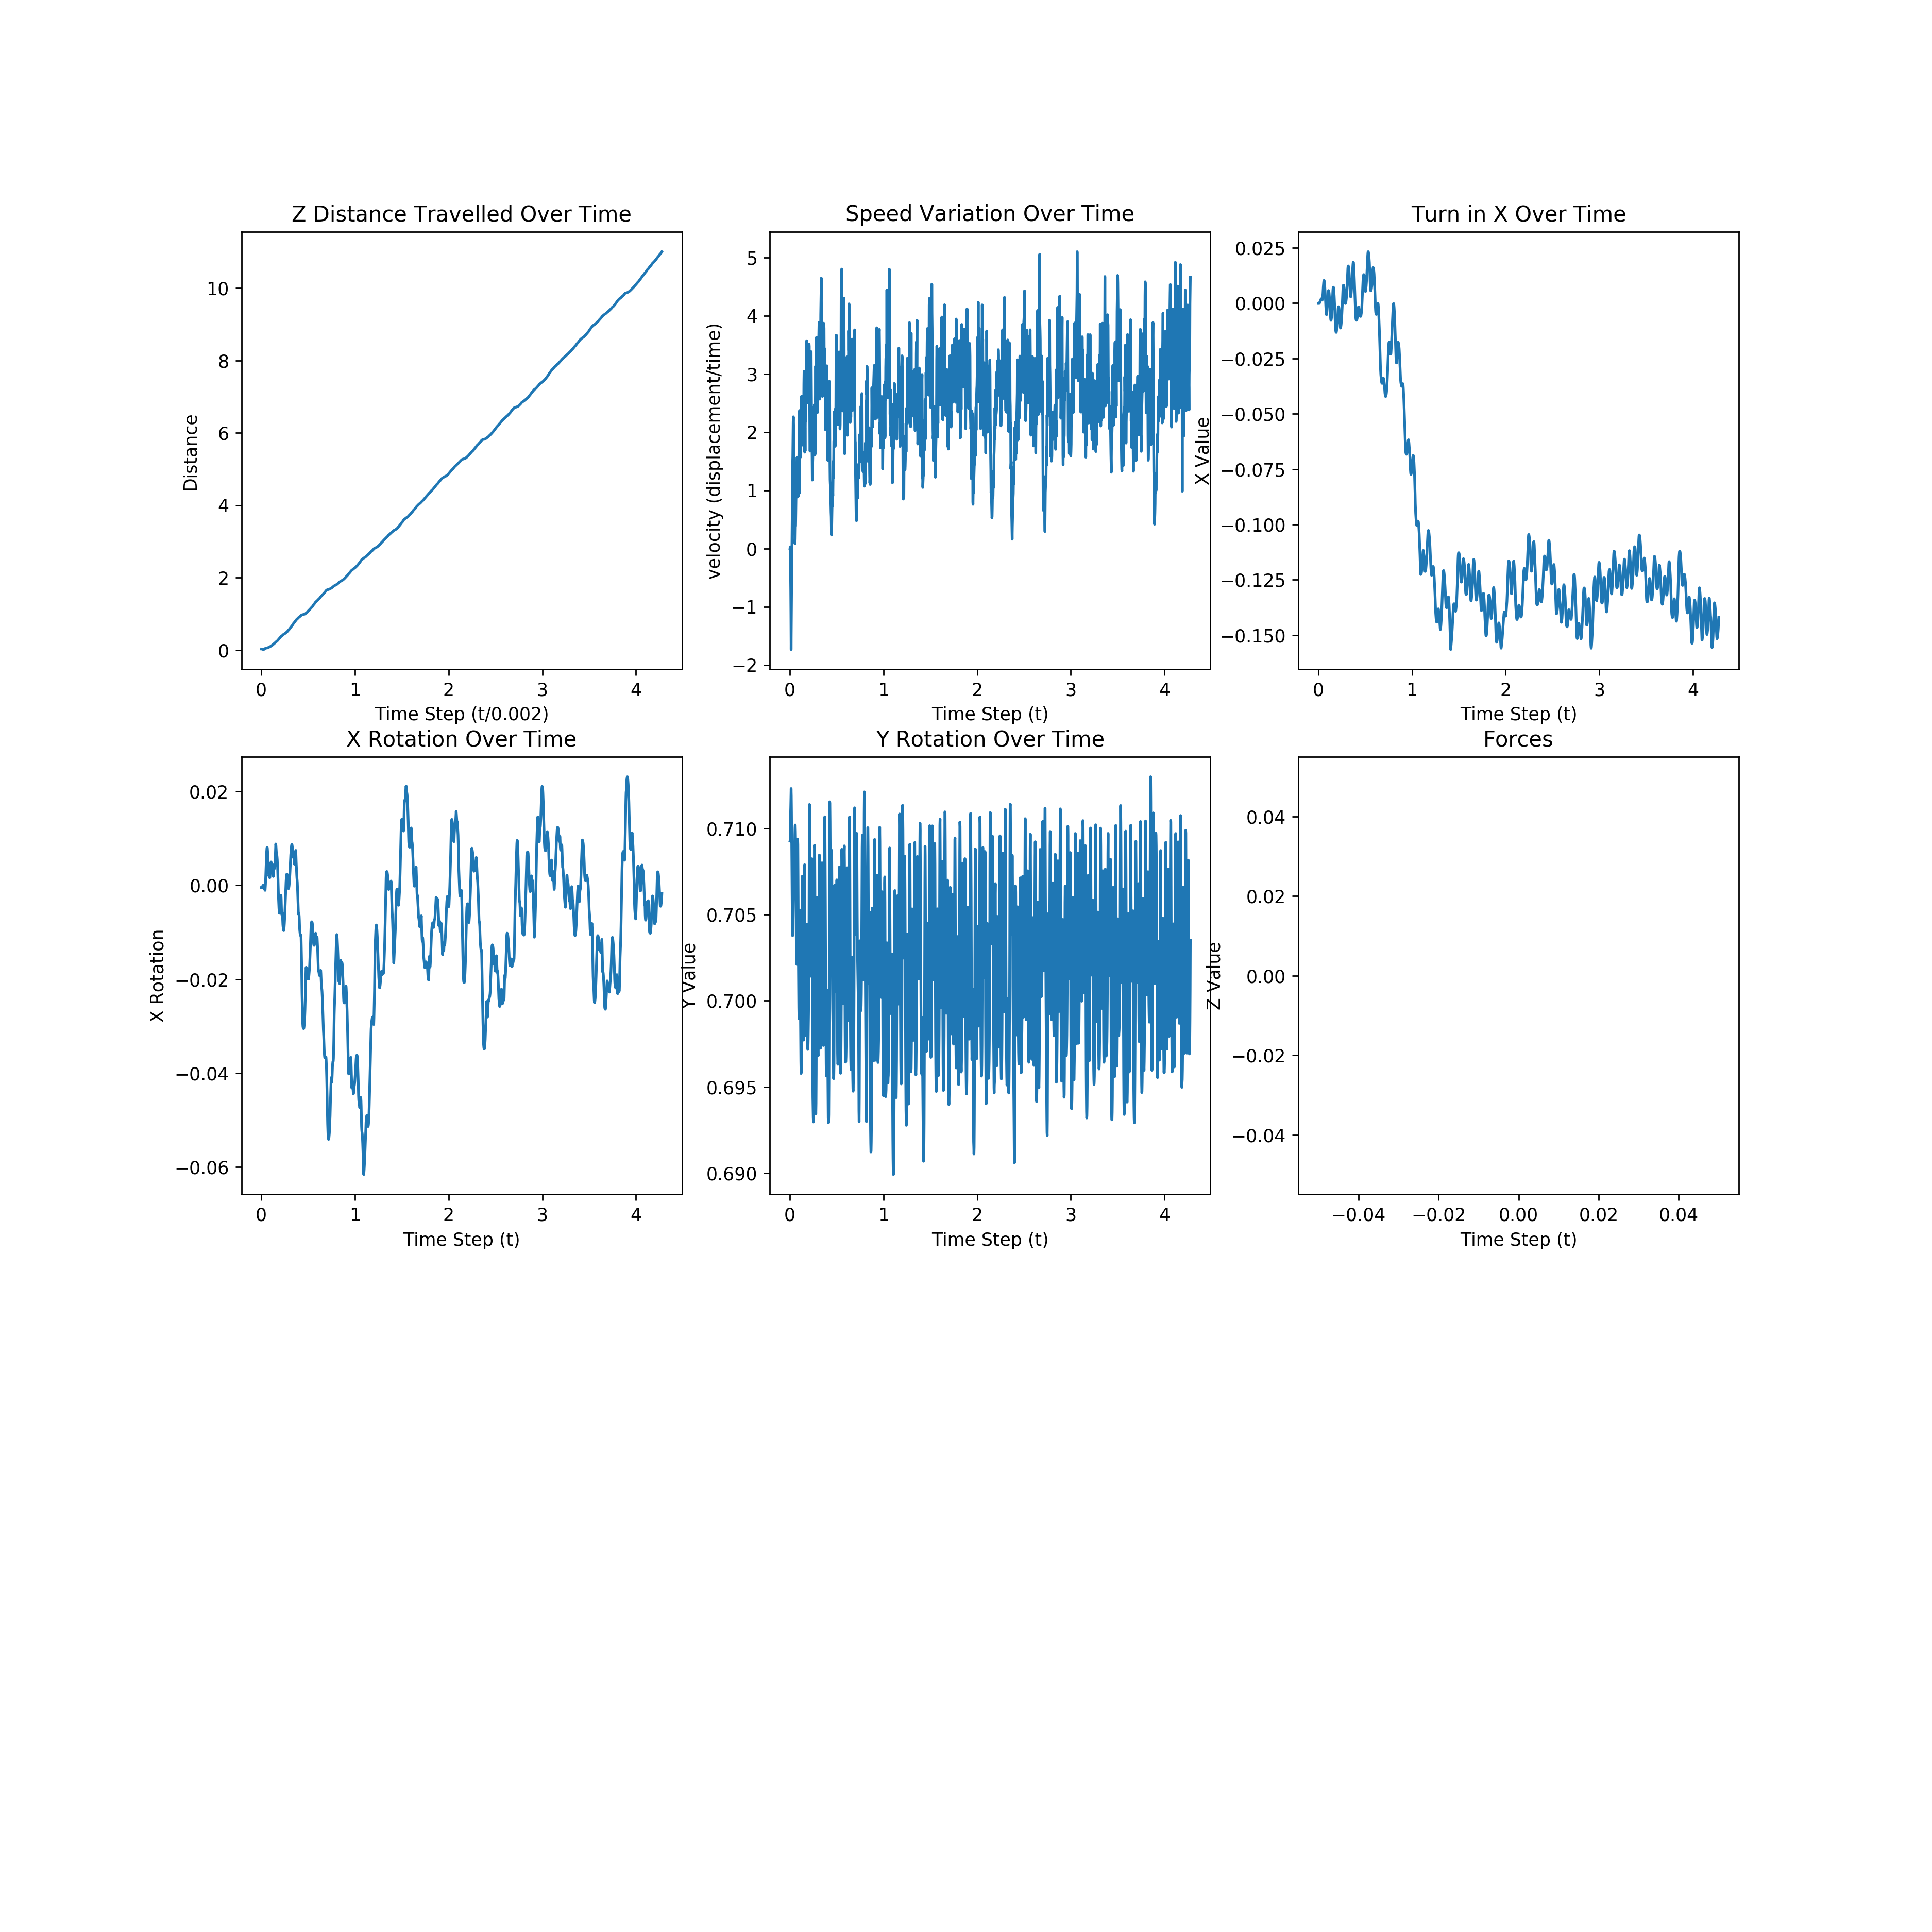 Z Distance Travelled Over Time
Distance
10
8
6
4
2
0
0 1 2 3 4
Time Step (t/0.002)
Speed Variation Over Time
velocity (displacement/time)
5
4
3
2
1
0
−1
−2
0 1 2 3 4
Time Step (t)
Turn in X Over Time
X Value
0.025
0.000
−0.025
−0.050
−0.075
−0.100
−0.125
−0.150
0 1 2 3 4
Time Step (t)
X Rotation Over Time
X Rotation
0.02
0.00
−0.02
−0.04
−0.06
0 1 2 3 4
Time Step (t)
Y Rotation Over Time
Y Value
0.710
0.705
0.700
0.695
0.690
0 1 2 3 4
Time Step (t)
Forces
Z Value
0.04
0.02
0.00
−0.02
−0.04
−0.04 −0.02 0.00 0.02 0.04
Time Step (t)